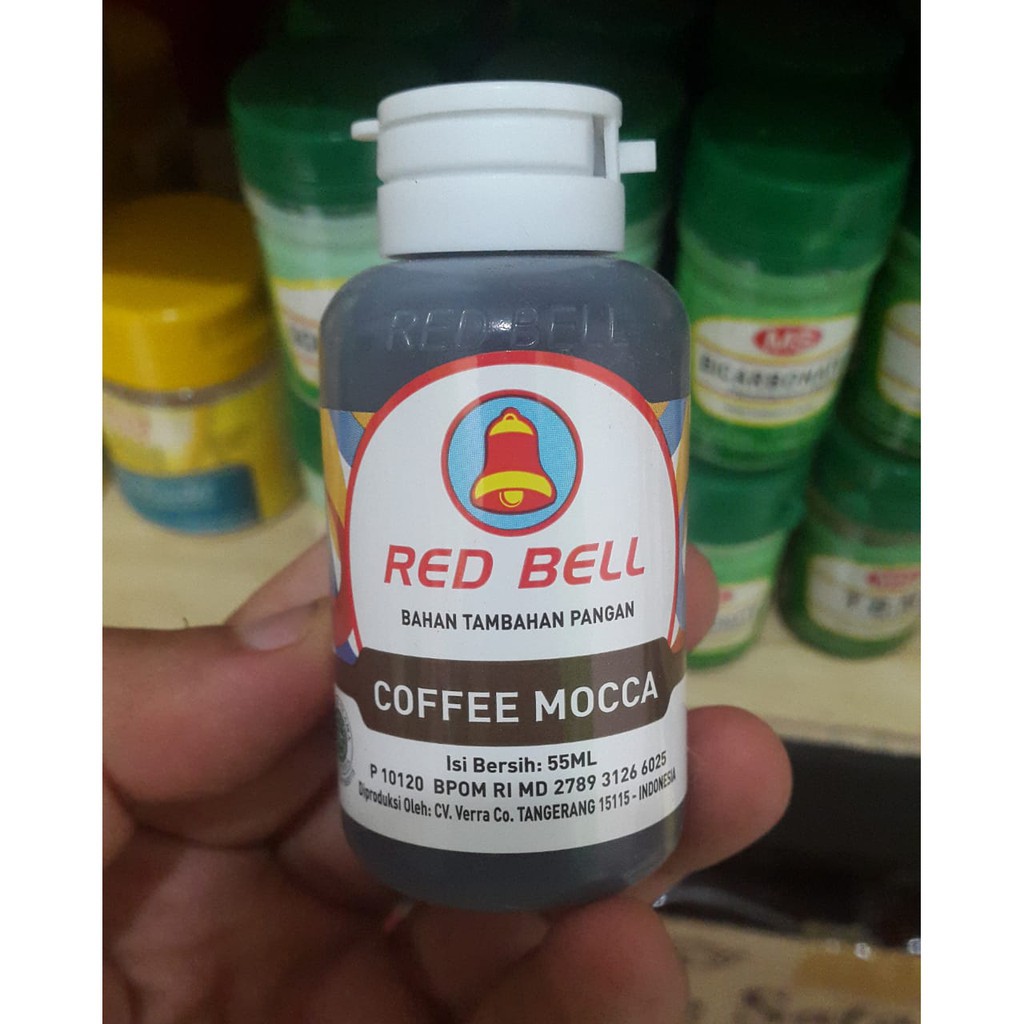 RED BELL
RED BELL
BAHAN TAMBAHAN PANGAN
COFFEE MOCCA
Isi Bersih: 55ML
P 10120 BPOM RI MD 2789 3126 6025
Diproduksi Oleh: CV. Verra Co. TANGERANG 15115 - INDONESIA